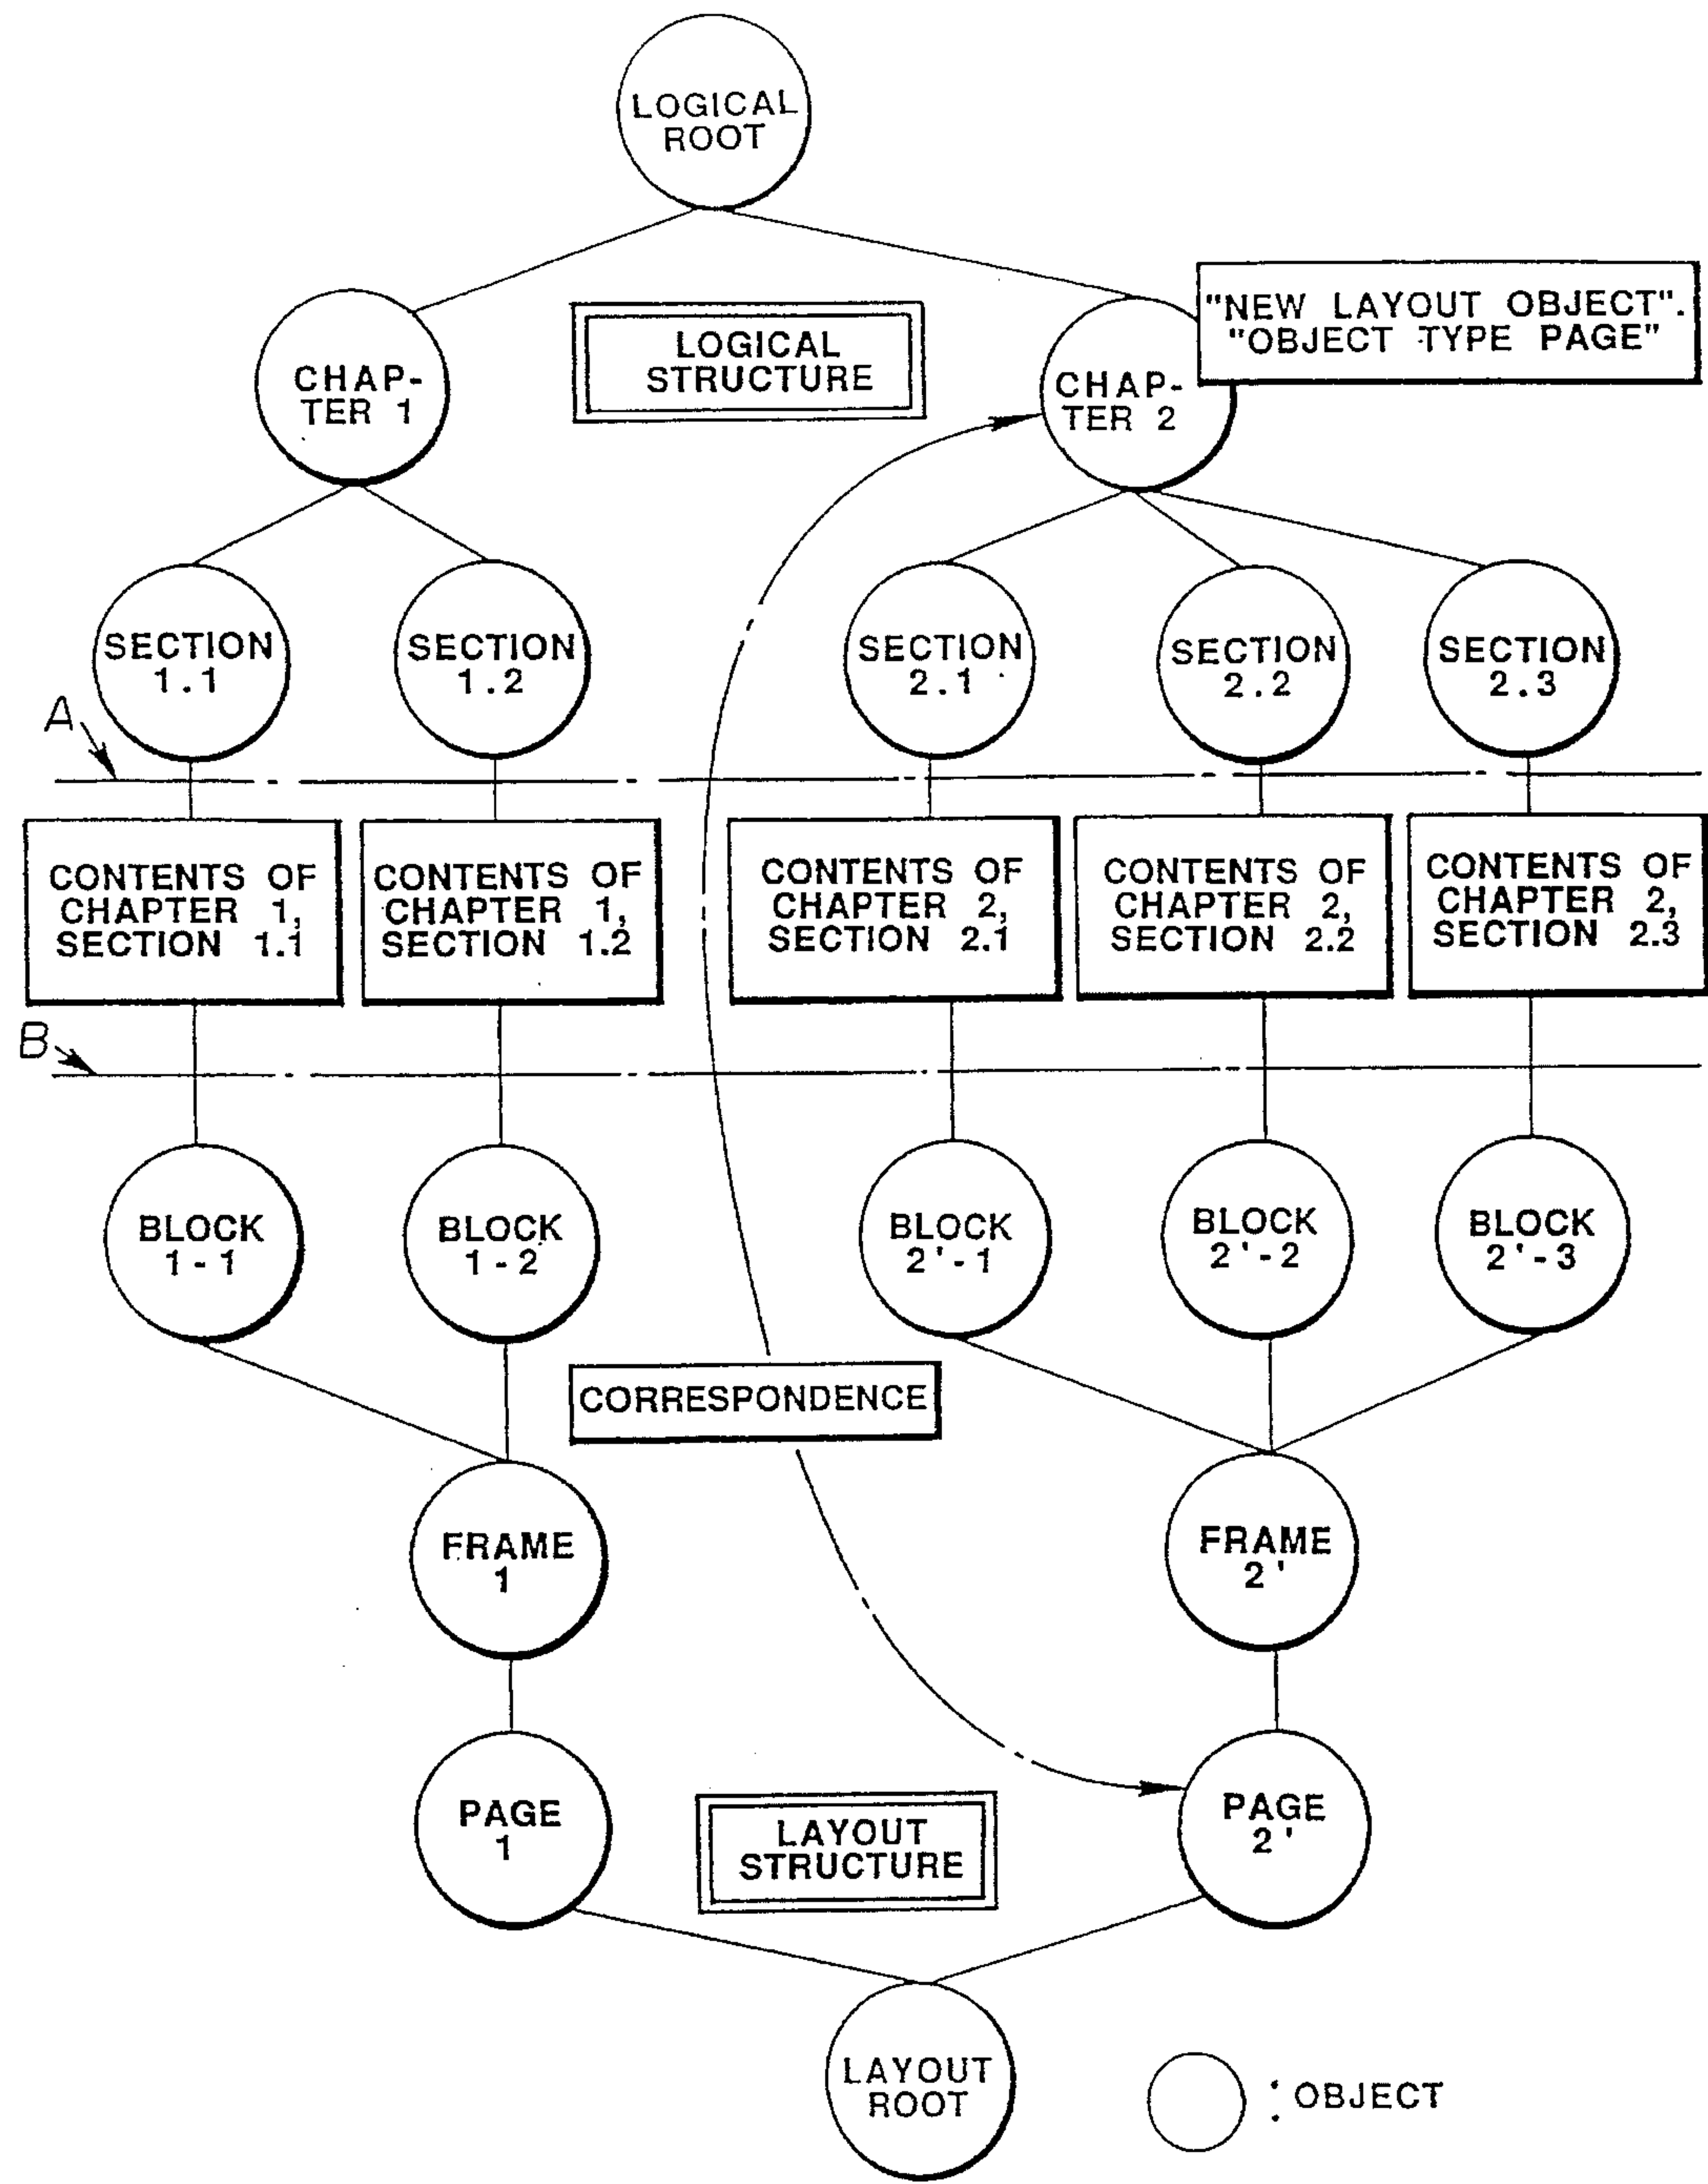 LOGICAL
ROOT
"NEW LAYOUT OBJECT".
"OBJECT TYPE PAGE"
LOGICAL
STRUCTURE
CHAP-
TER 1
CHAP-
TER 2
SECTION
1.1
SECTION
1.2
SECTION
2.1
SECTION
2.2
SECTION
2.3
A
CONTENTS OF
CHAPTER 1,
SECTION 1.1
CONTENTS OF
CHAPTER 1,
SECTION 1.2
CONTENTS OF
CHAPTER 2,
SECTION 2.1
CONTENTS OF
CHAPTER 2,
SECTION 2.2
CONTENTS OF
CHAPTER 2,
SECTION 2.3
B
BLOCK
1-1
BLOCK
1-2
BLOCK
2'-1
BLOCK
2'-2
BLOCK
2'-3
CORRESPONDENCE
FRAME
1
FRAME
2'
PAGE
1
LAYOUT
STRUCTURE
PAGE
2'
LAYOUT
ROOT
: OBJECT